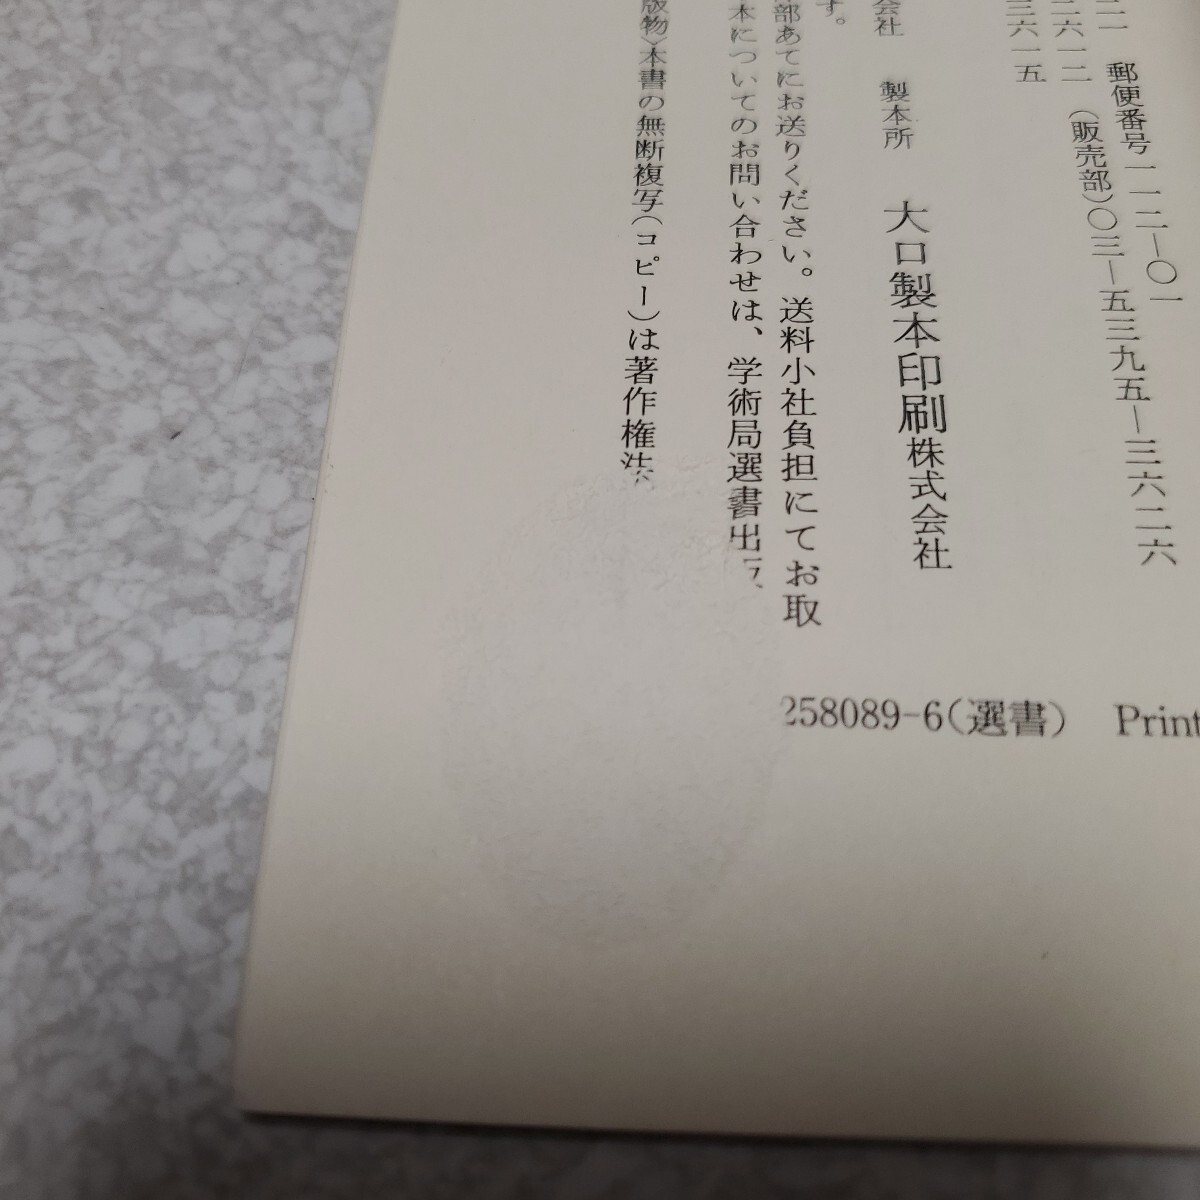 二一 郵便番号一一二-〇一
二六一二 (販売部)〇三-五三九五-三六二六
三六一五
会社 製本所 大口製本印刷株式会社
す。
部あてにお送りください。送料小社負担にてお取
本についてのお問い合わせは、学術局選書出版
版物〉本書の無断複写(コピー)は著作権法
258089-6(選書) Print